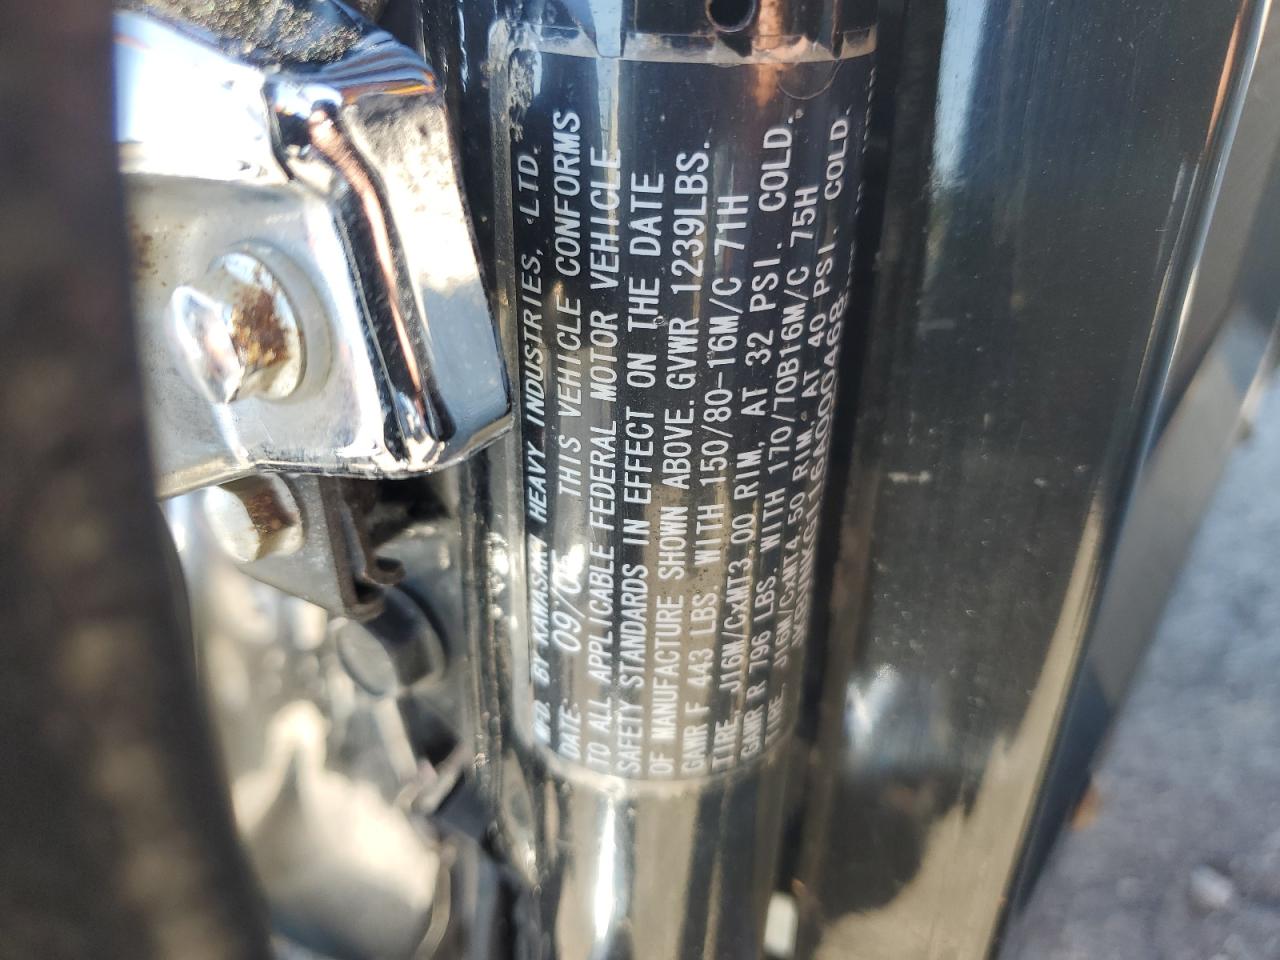 MFD. BY KAWASAKI HEAVY INDUSTRIES, LTD.
DATE: 09/05 THIS VEHICLE CONFORMS
TO ALL APPLICABLE FEDERAL MOTOR VEHICLE
SAFETY STANDARDS IN EFFECT ON THE DATE
OF MANUFACTURE SHOWN ABOVE. GVWR 1239LBS.
GAWR F 443 LBS. WITH 150/80-16M/C 71H
TIRE, J16M/CxMT3.00 RIM, AT 32 PSI. COLD.
GAWR R 796 LBS. WITH 170/70B16M/C 75H
TIRE, J16M/CxMT4.50 RIM, AT 40 PSI. COLD.